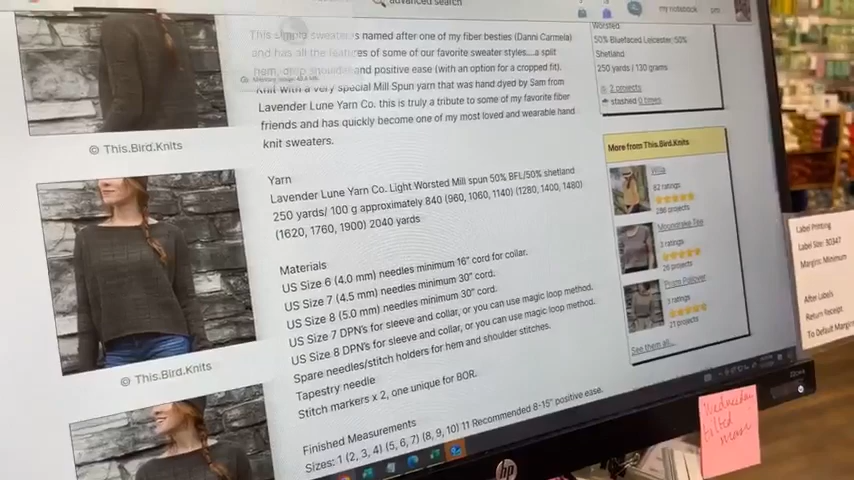 advanced search
my notebook
This simple sweater is named after one of my fiber besties (Danni Carmela)
and has all the features of some of our favorite sweater styles...a split
hem, deep shoulder and positive ease (with an option for a cropped fit).
Knit with a very special Mill Spun yarn that was hand dyed by Sam from
Lavender Lune Yarn Co. this is truly a tribute to some of my favorite fiber
friends and has quickly become one of my most loved and wearable hand
knit sweaters.
© This.Bird.Knits
Yarn
Lavender Lune Yarn Co. Light Worsted Mill spun 50% BFL/50% shetland
250 yards/ 100 g approximately 840 (960, 1060, 1140) (1280, 1400, 1480)
(1620, 1760, 1900) 2040 yards
Materials
US Size 6 (4.0 mm) needles minimum 16" cord for collar.
US Size 7 (4.5 mm) needles minimum 30" cord.
US Size 8 (5.0 mm) needles minimum 30" cord.
US Size 7 DPN's for sleeve and collar, or you can use magic loop method.
US Size 8 DPN's for sleeve and collar, or you can use magic loop method.
Spare needles/stitch holders for hem and shoulder stitches.
Tapestry needle
Stitch markers x 2, one unique for BOR.
© This.Bird.Knits
Finished Measurements
Sizes: 1 (2, 3, 4) (5, 6, 7) (8, 9, 10) 11 Recommended 8-15" positive ease.
Worsted
50% Bluefaced Leicester, 50%
Shetland
250 yards / 130 grams
2 projects
stashed 0 times
More from This.Bird.Knits
82 ratings
286 projects
Moonstruke Tee
3 ratings
26 projects
Prism Pullover
3 ratings
21 projects
See them all...
hp
Label Printing
Label Size: 30347
Margins: Minimum
After Labels
Return Receipt
To Default Margins
Wednesday